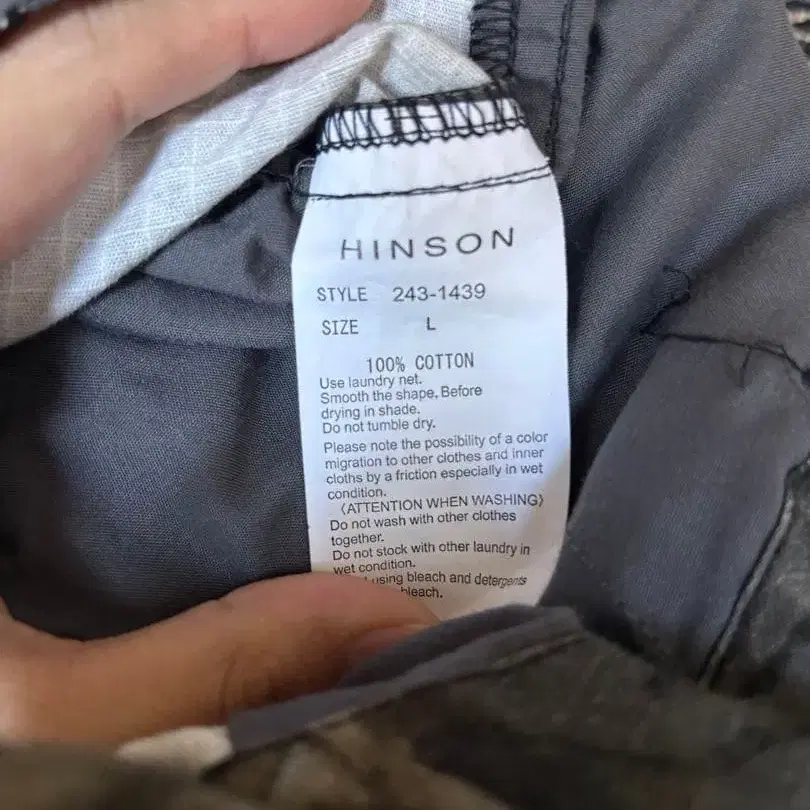 HINSON
STYLE 243-1439
SIZE L
100% COTTON
Use laundry net.
Smooth the shape, Before
drying in shade.
Do not tumble dry.
Please note the possibility of a color
migration to other clothes and inner
cloths by a friction especially in wet
condition.
〈ATTENTION WHEN WASHING〉
Do not wash with other clothes
together.
Do not stock with other laundry in
wet condition.
using bleach and detergents
bleach.